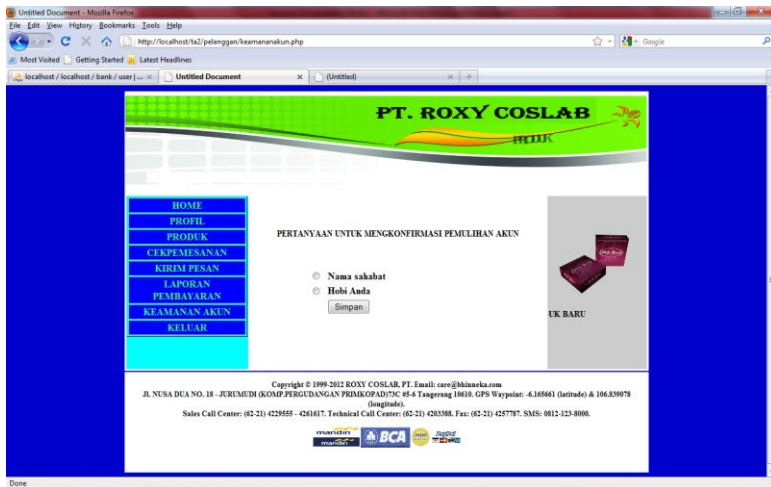 Untitled Document - Mozilla Firefox
File Edit View History Bookmarks Tools Help
http://localhost/ta2/pelanggan/keamananakun.php
Google
Most Visited Getting Started Latest Headlines
localhost / localhost / bank / user | ...
Untitled Document
(Untitled)
PT. ROXY COSLAB
PRODUK
HOME
PROFIL
PRODUK
CEKPEMESANAN
KIRIM PESAN
LAPORAN
PEMBAYARAN
KEAMANAN AKUN
KELUAR
PERTANYAAN UNTUK MENGKONFIRMASI PEMULIHAN AKUN
Nama sahabat
Hobi Anda
Simpan
UK BARU
Copyright © 1999-2012 ROXY COSLAB, PT. Email: care@bhinneka.com
Jl. NUSA DUA NO. 18 - JURUMUDI (KOMP.PERGUDANGAN PRIMKOPAD)73C #5-6 Tangerang 10610. GPS Waypoint: -6.165661 (latitude) & 106.839078
(longitude).
Sales Call Center: (62-21) 4229555 - 4261617. Technical Call Center: (62-21) 4203388. Fax: (62-21) 4257787. SMS: 0812-123-8000.
mandiri
mandiri
BCA
PayPal
Done